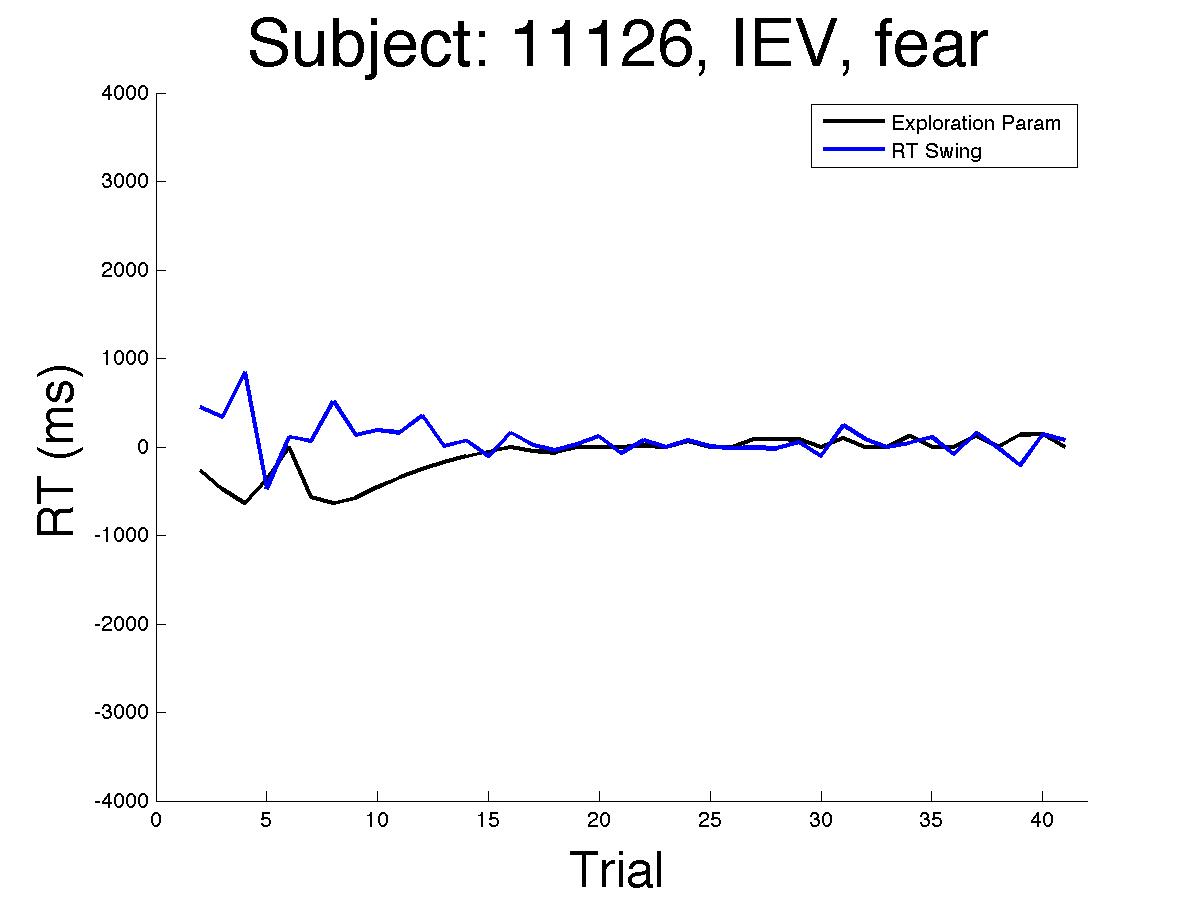 Subject: 11126, IEV, fear
4000
3000
2000
1000
0
-1000
-2000
-3000
-4000
RT (ms)
Exploration Param
RT Swing
0 5 10 15 20 25 30 35 40
Trial